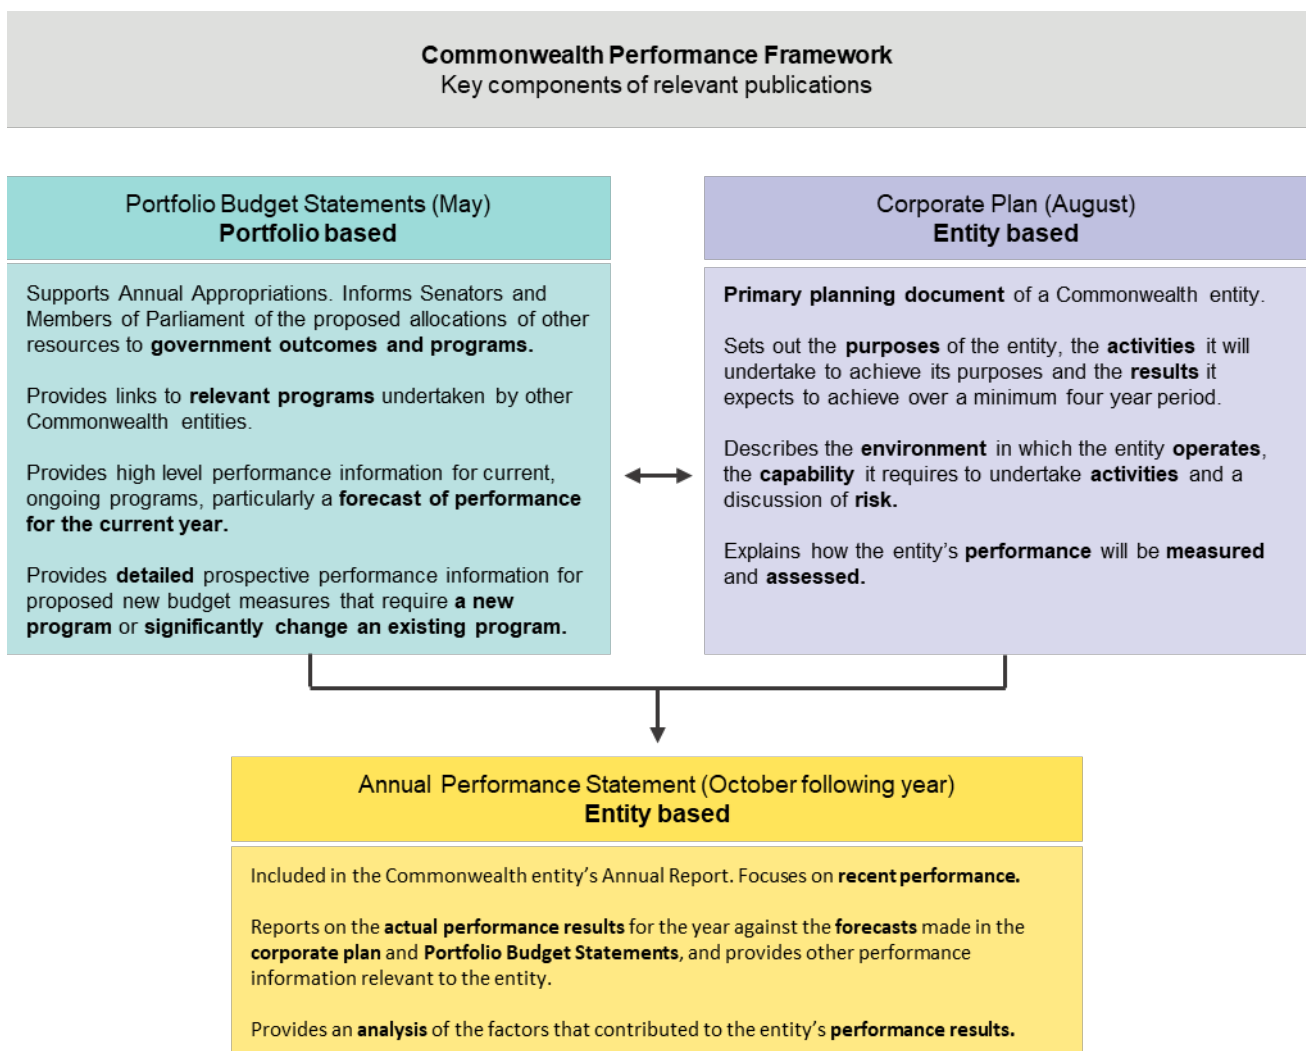 Commonwealth Performance Framework
Key components of relevant publications
Portfolio Budget Statements (May)
Portfolio based
Supports Annual Appropriations. Informs Senators and
Members of Parliament of the proposed allocations of other
resources to government outcomes and programs.
Provides links to relevant programs undertaken by other
Commonwealth entities.
Provides high level performance information for current,
ongoing programs, particularly a forecast of performance
for the current year.
Provides detailed prospective performance information for
proposed new budget measures that require a new
program or significantly change an existing program.
Corporate Plan (August)
Entity based
Primary planning document of a Commonwealth entity.
Sets out the purposes of the entity, the activities it will
undertake to achieve its purposes and the results it
expects to achieve over a minimum four year period.
Describes the environment in which the entity operates,
the capability it requires to undertake activities and a
discussion of risk.
Explains how the entity's performance will be measured
and assessed.
Annual Performance Statement (October following year)
Entity based
Included in the Commonwealth entity's Annual Report. Focuses on recent performance.
Reports on the actual performance results for the year against the forecasts made in the
corporate plan and Portfolio Budget Statements, and provides other performance
information relevant to the entity.
Provides an analysis of the factors that contributed to the entity's performance results.